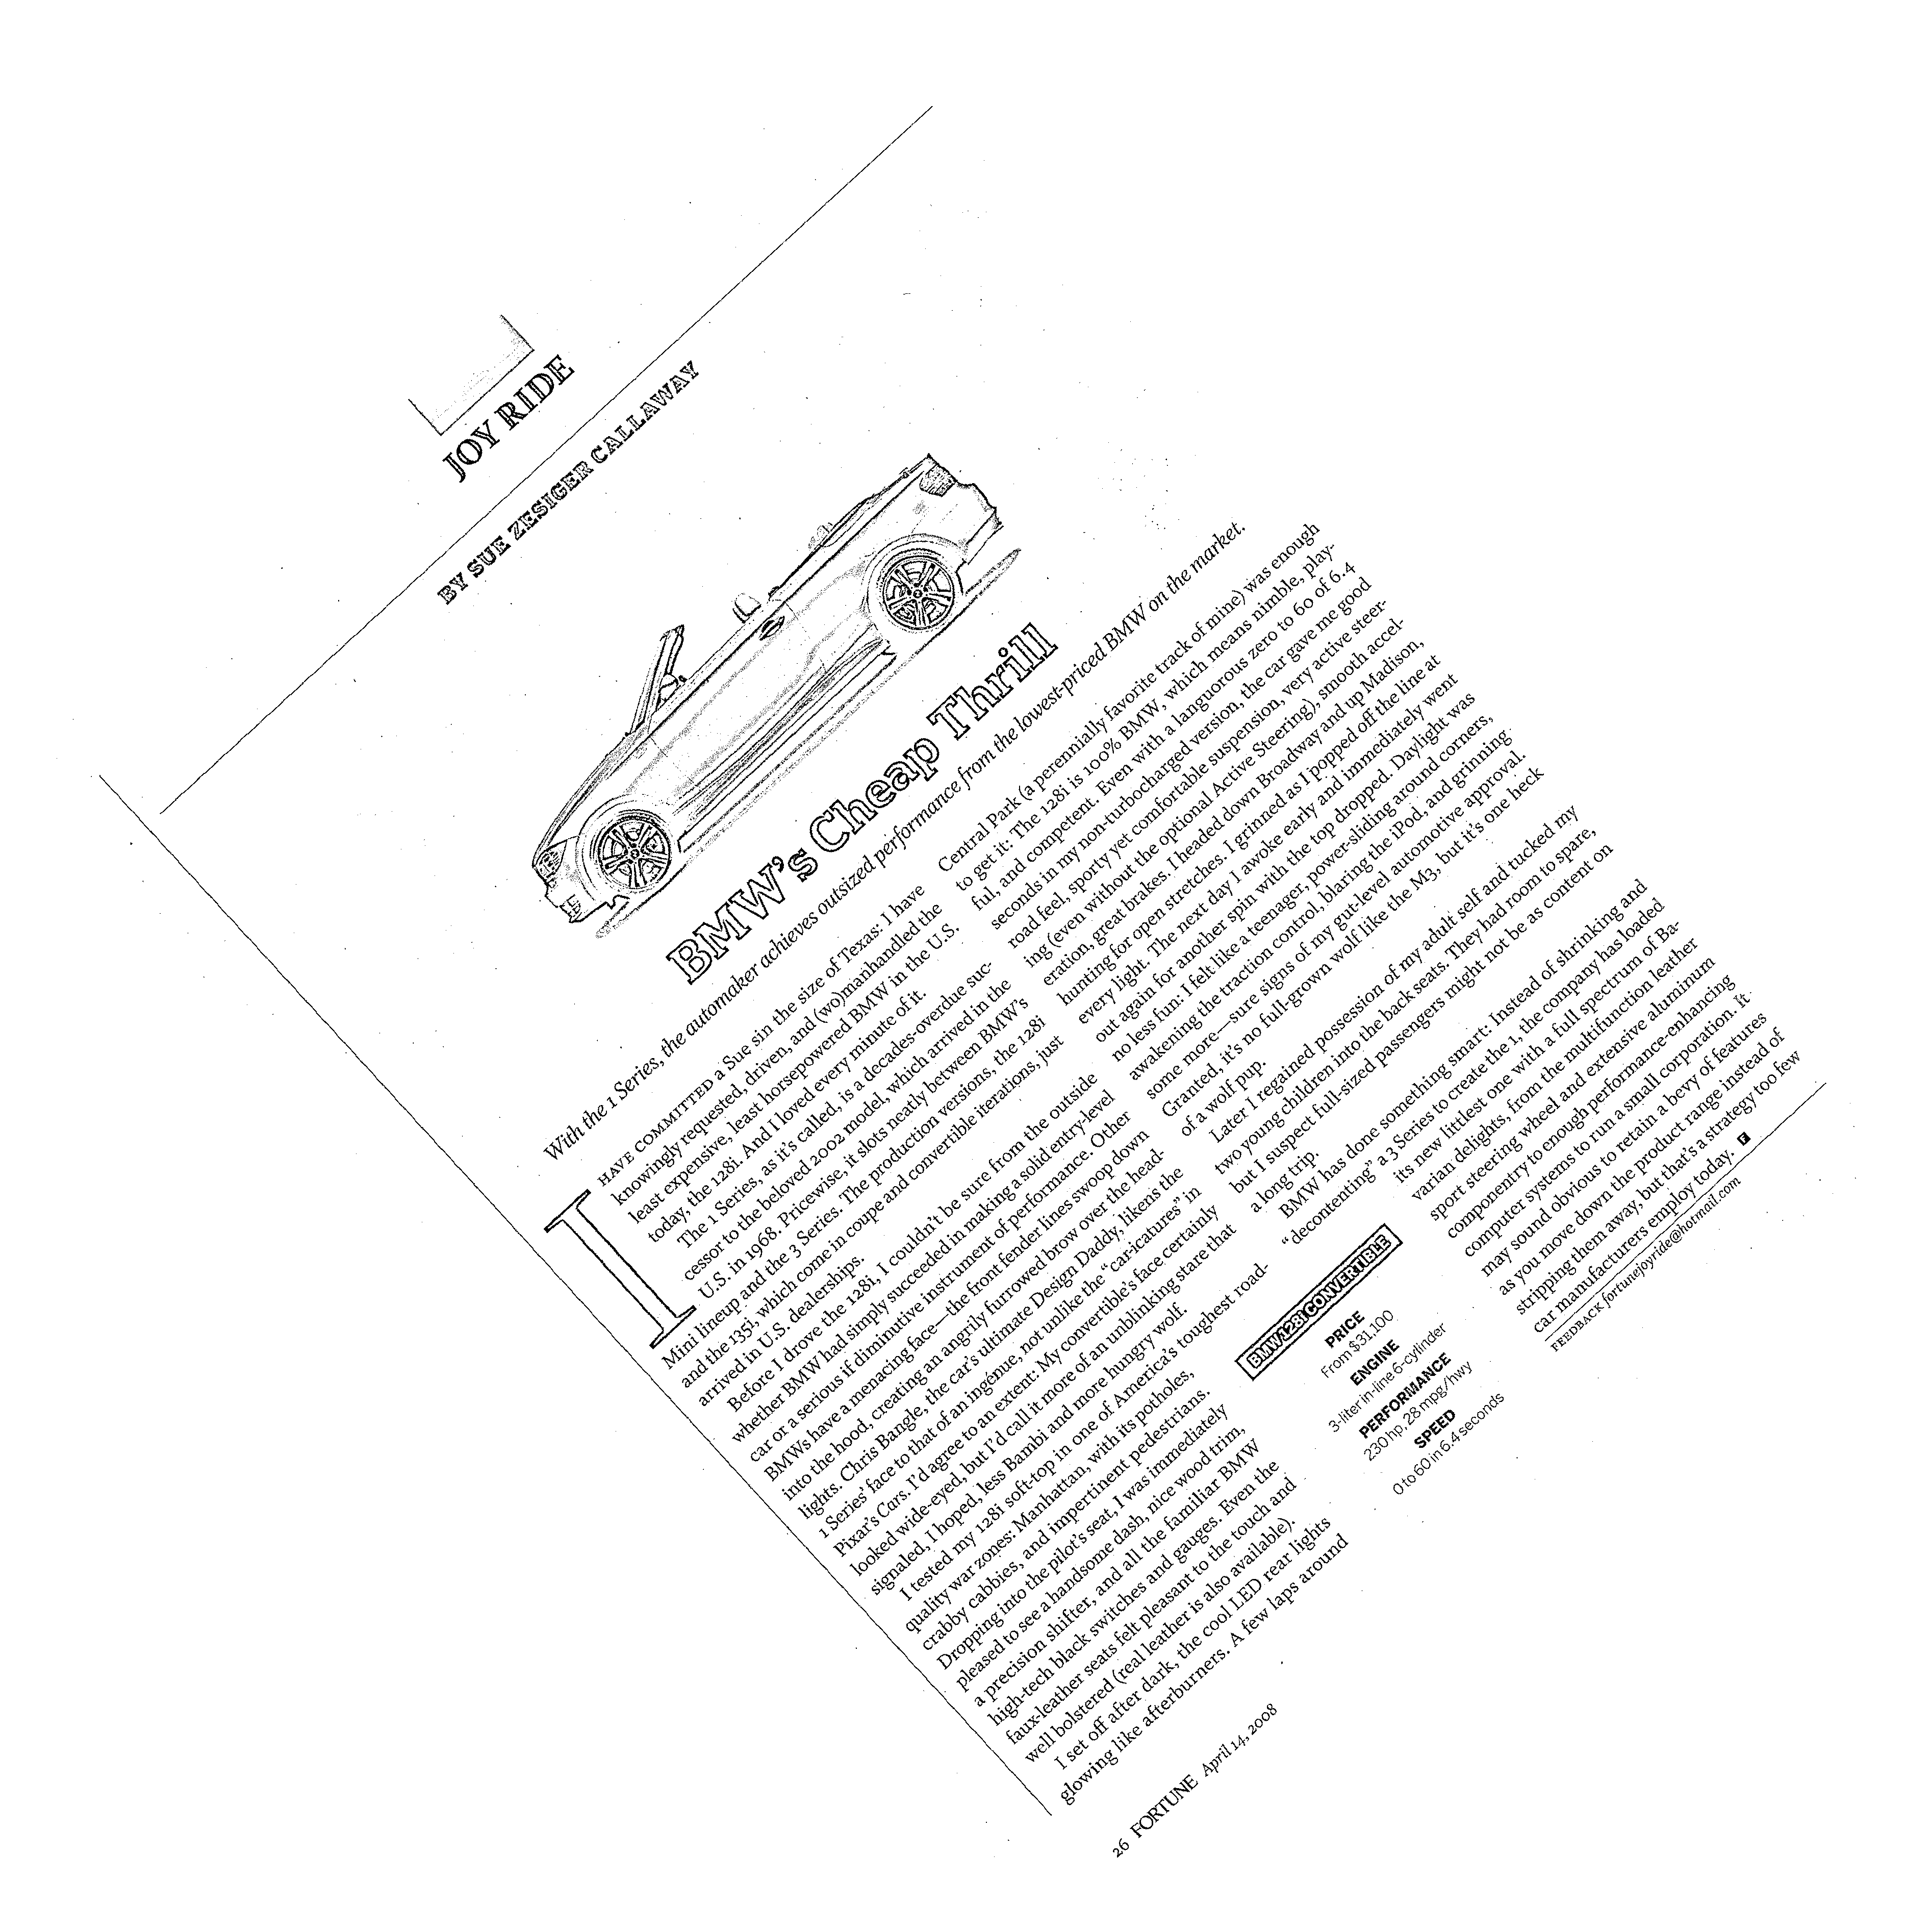 JOY RIDE
BY SUE ZESIGER CALLAWAY
BMW's Cheap Thrill
With the 1 Series, the automaker achieves outsized performance from the lowest-priced BMW on the market.
I HAVE COMMITTED a Sue sin the size of Texas: I have
knowingly requested, driven, and (wo)manhandled the
least expensive, least horsepowered BMW in the U.S.
today, the 128i. And I loved every minute of it.
The 1 Series, as it's called, is a decades-overdue suc-
cessor to the beloved 2002 model, which arrived in the
U.S. in 1968. Pricewise, it slots neatly between BMW's
Mini lineup and the 3 Series. The production versions, the 128i
and the 135i, which come in coupe and convertible iterations, just
arrived in U.S. dealerships.
Before I drove the 128i, I couldn't be sure from the outside
whether BMW had simply succeeded in making a solid entry-level
car or a serious if diminutive instrument of performance. Other
BMWs have a menacing face—the front fender lines swoop down
into the hood, creating an angrily furrowed brow over the head-
lights. Chris Bangle, the car's ultimate Design Daddy, likens the
1 Series' face to that of an ingénue, not unlike the "car-icatures" in
Pixar's Cars. I'd agree to an extent: My convertible's face certainly
looked wide-eyed, but I'd call it more of an unblinking stare that
signaled, I hoped, less Bambi and more hungry wolf.
I tested my 128i soft-top in one of America's toughest road-
quality war zones: Manhattan, with its potholes,
crabby cabbies, and impertinent pedestrians.
Dropping into the pilot's seat, I was immediately
pleased to see a handsome dash, nice wood trim,
a precision shifter, and all the familiar BMW
high-tech black switches and gauges. Even the
faux-leather seats felt pleasant to the touch and
well bolstered (real leather is also available).
I set off after dark, the cool LED rear lights
glowing like afterburners. A few laps around
Central Park (a perennially favorite track of mine) was enough
to get it: The 128i is 100% BMW, which means nimble, play-
ful, and competent. Even with a languorous zero to 60 of 6.4
seconds in my non-turbocharged version, the car gave me good
road feel, sporty yet comfortable suspension, very active steer-
ing (even without the optional Active Steering), smooth accel-
eration, great brakes. I headed down Broadway and up Madison,
hunting for open stretches. I grinned as I popped off the line at
every light. The next day I awoke early and immediately went
out again for another spin with the top dropped. Daylight was
no less fun: I felt like a teenager, power-sliding around corners,
awakening the traction control, blaring the iPod, and grinning
some more—sure signs of my gut-level automotive approval.
Granted, it's no full-grown wolf like the M3, but it's one heck
of a wolf pup.
Later I regained possession of my adult self and tucked my
two young children into the back seats. They had room to spare,
but I suspect full-sized passengers might not be as content on
a long trip.
BMW has done something smart: Instead of shrinking and
"decontenting" a 3 Series to create the 1, the company has loaded
its new littlest one with a full spectrum of Ba-
varian delights, from the multifunction leather
sport steering wheel and extensive aluminum
componentry to enough performance-enhancing
computer systems to run a small corporation. It
may sound obvious to retain a bevy of features
as you move down the product range instead of
stripping them away, but that's a strategy too few
car manufacturers employ today. F
FEEDBACK fortunejoyride@hotmail.com
BMW 128I CONVERTIBLE
PRICE
From $31,100
ENGINE
3-liter in-line 6-cylinder
PERFORMANCE
230 hp, 28 mpg/hwy
SPEED
0 to 60 in 6.4 seconds
26 FORTUNE April 14, 2008